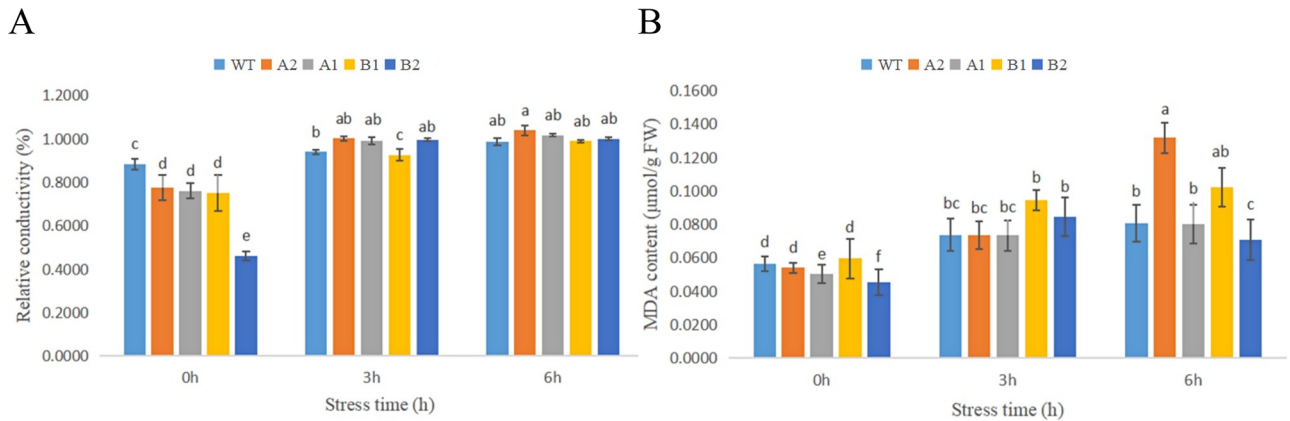 A
WT A2 A1 B1 B2
Relative conductivity (%)
1.2000
1.0000
0.8000
0.6000
0.4000
0.2000
0.0000
c d d d e
b ab ab c ab
ab a ab ab ab
0h 3h 6h
Stress time (h)
B
WT A2 A1 B1 B2
MDA content (μmol/g FW)
0.1600
0.1400
0.1200
0.1000
0.0800
0.0600
0.0400
0.0200
0.0000
d d e d f
bc bc bc b b
b a b ab c
0h 3h 6h
Stress time (h)